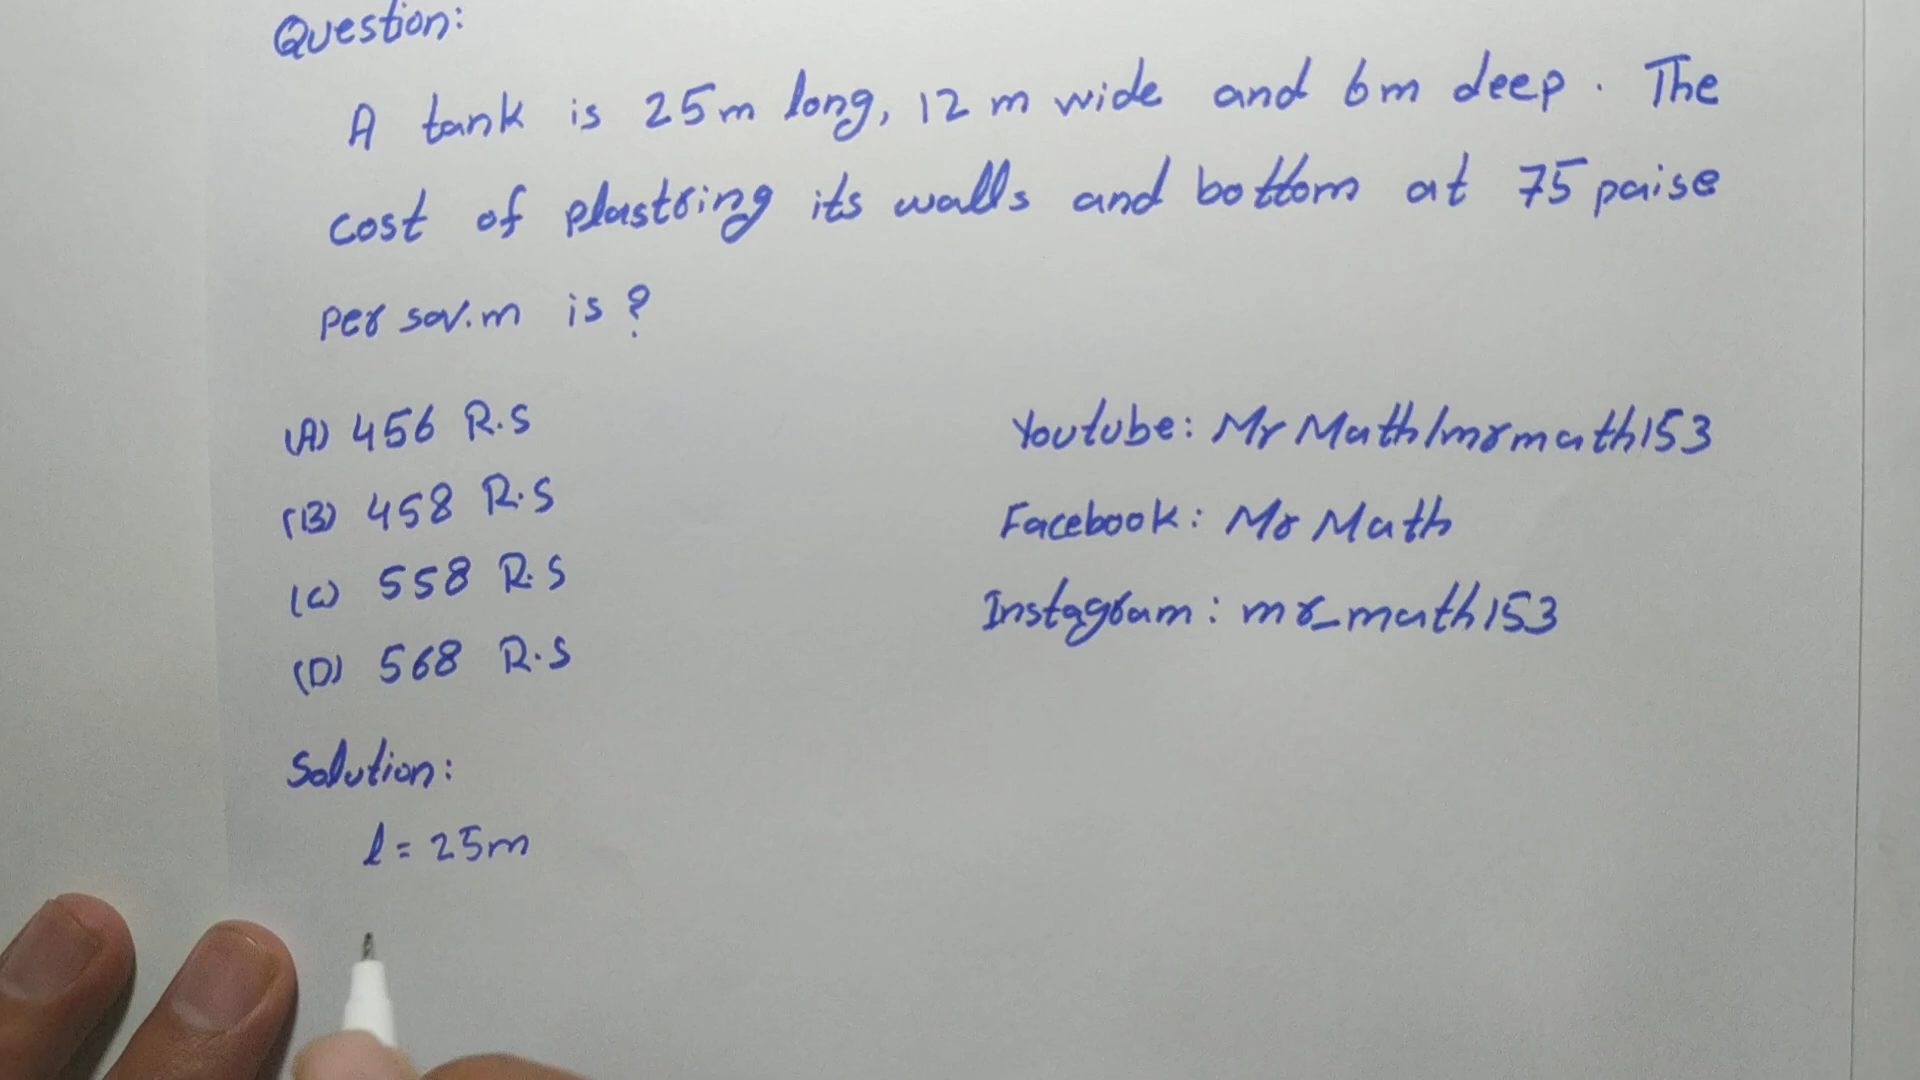 Question:
A tank is 25m long, 12 m wide and 6m deep. The
cost of plastring its walls and bottom at 75 paise
per sqr.m is ?
(A) 456 R.S
(B) 458 R.S
(C) 558 R.S
(D) 568 R.S
Youtube: Mr Math/mrmath153
Facebook: Mr Math
Instagram: mr_math153
Solution:
l = 25m